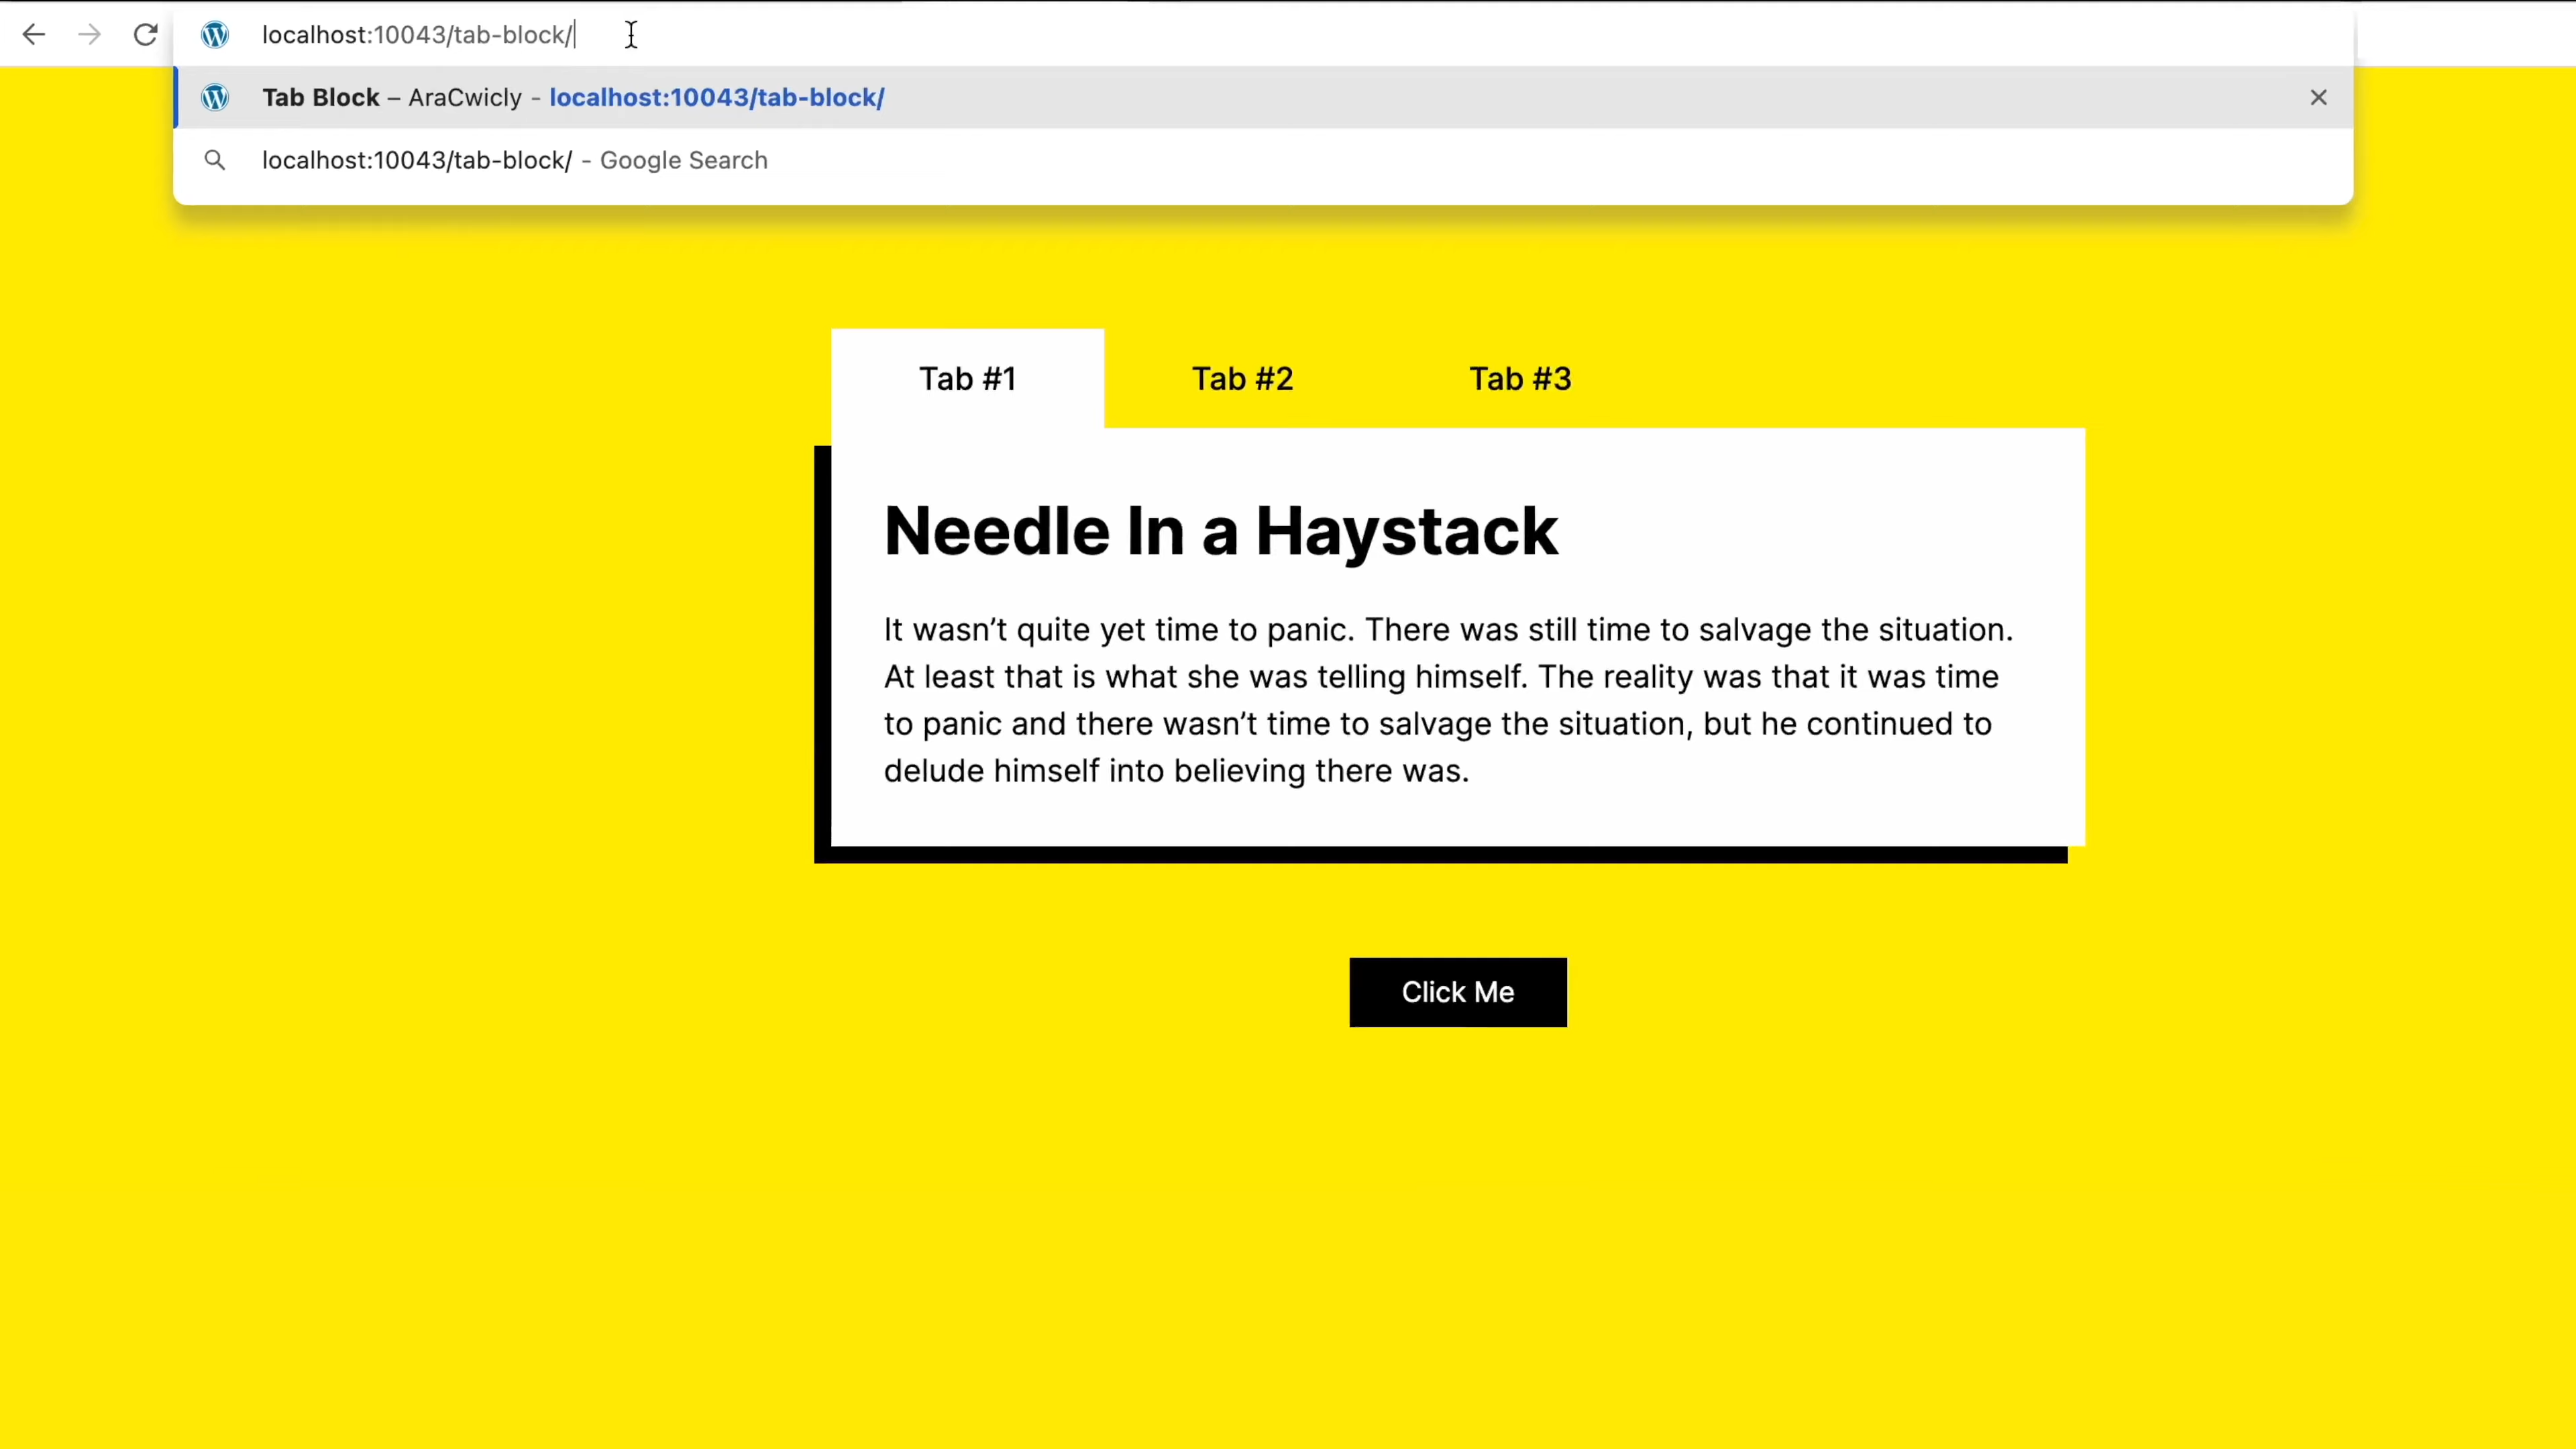 localhost:10043/tab-block/
Tab Block – AraCwicly - localhost:10043/tab-block/
localhost:10043/tab-block/ - Google Search
Tab #1 Tab #2 Tab #3
Needle In a Haystack
It wasn’t quite yet time to panic. There was still time to salvage the situation.
At least that is what she was telling himself. The reality was that it was time
to panic and there wasn’t time to salvage the situation, but he continued to
delude himself into believing there was.
Click Me